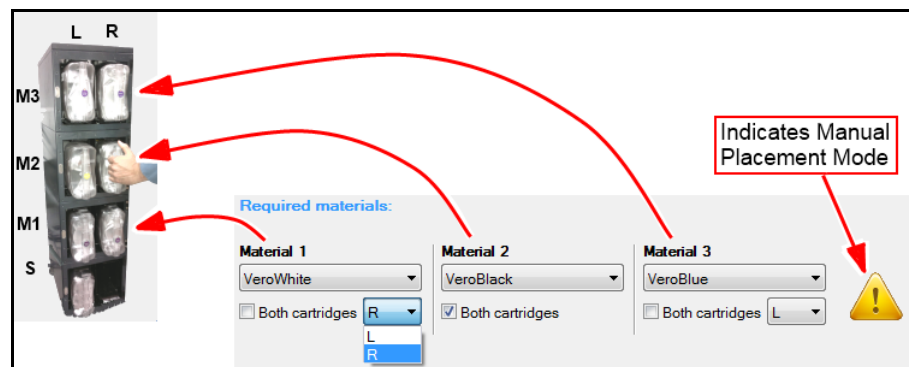 L R
M3
M2
M1
S
Indicates Manual
Placement Mode
Required materials:
Material 1
Material 2
Material 3
VeroWhite
VeroBlack
VeroBlue
Both cartridges R
Both cartridges
Both cartridges L
L
R